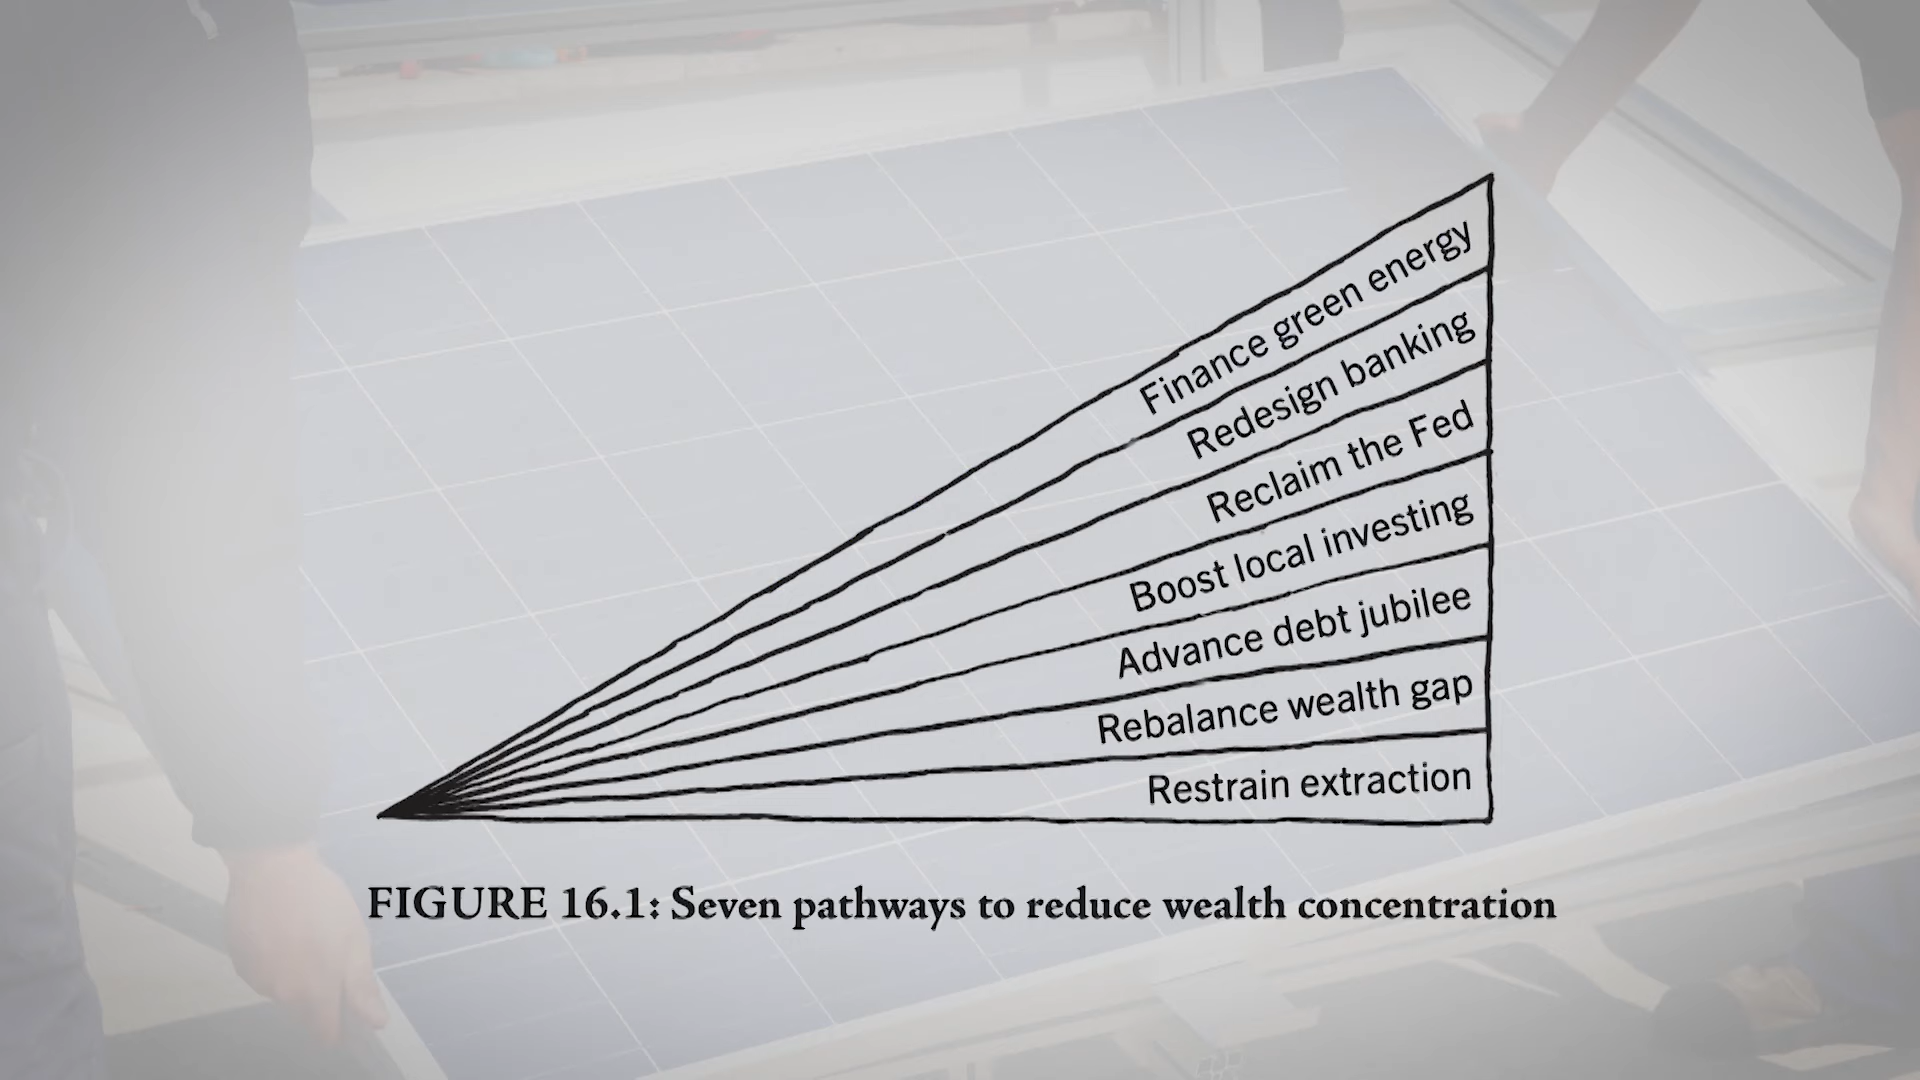 Finance green energy
Redesign banking
Reclaim the Fed
Boost local investing
Advance debt jubilee
Rebalance wealth gap
Restrain extraction
FIGURE 16.1: Seven pathways to reduce wealth concentration